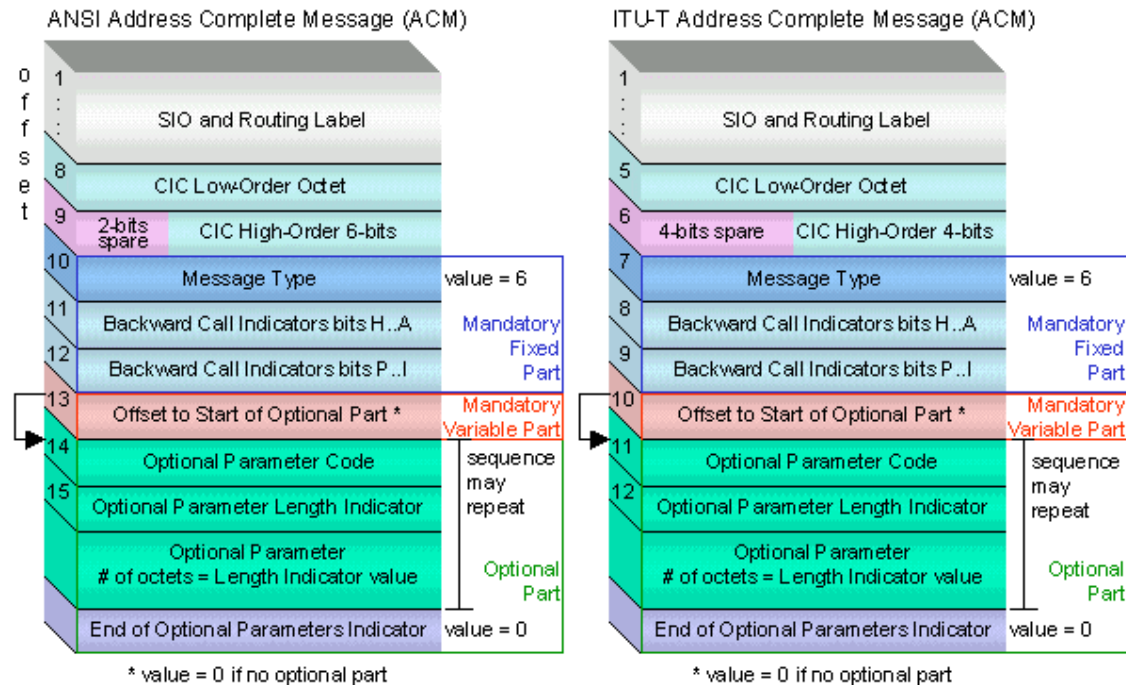 ANSI Address Complete Message (ACM)
offset
1
:
:
SIO and Routing Label
8
CIC Low-Order Octet
9
2-bits
spare
CIC High-Order 6-bits
10
Message Type
value = 6
11
Backward Call Indicators bits H..A
12
Backward Call Indicators bits P..I
Mandatory
Fixed
Part
13
Offset to Start of Optional Part *
Mandatory
Variable Part
14
Optional Parameter Code
15
Optional Parameter Length Indicator
Optional Parameter
# of octets = Length Indicator value
sequence
may
repeat
Optional
Part
End of Optional Parameters Indicator
value = 0
* value = 0 if no optional part
ITU-T Address Complete Message (ACM)
1
:
:
SIO and Routing Label
5
CIC Low-Order Octet
6
4-bits spare
CIC High-Order 4-bits
7
Message Type
value = 6
8
Backward Call Indicators bits H..A
9
Backward Call Indicators bits P..I
Mandatory
Fixed
Part
10
Offset to Start of Optional Part *
Mandatory
Variable Part
11
Optional Parameter Code
12
Optional Parameter Length Indicator
Optional Parameter
# of octets = Length Indicator value
sequence
may
repeat
Optional
Part
End of Optional Parameters Indicator
value = 0
* value = 0 if no optional part